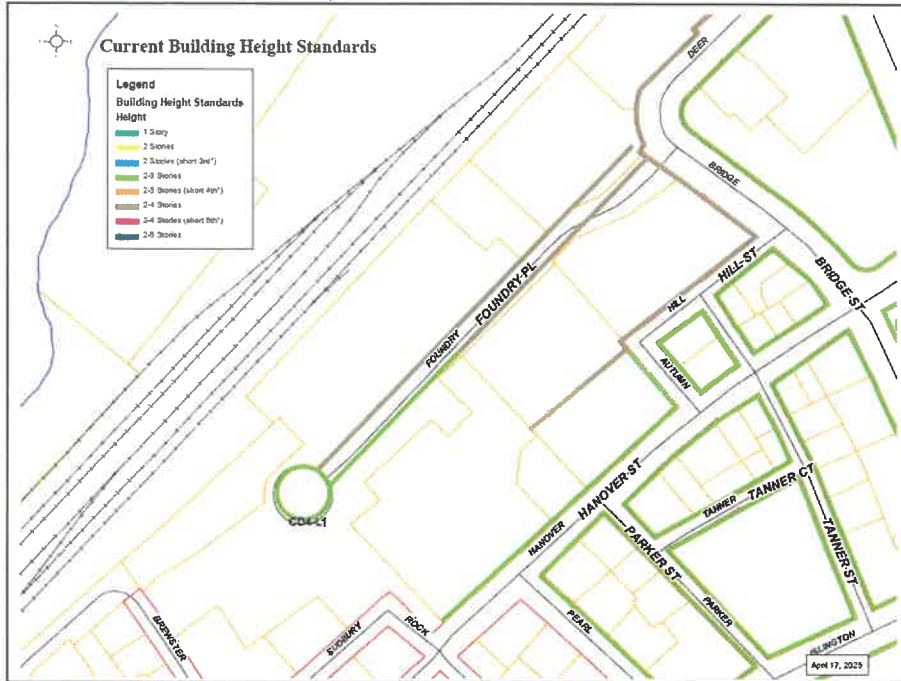 Current Building Height Standards
Legend
Building Height Standards
Height
1 Story
2 Stories
2 Stories (short 3rd*)
2-3 Stories
2-3 Stories (short 4th*)
2-4 Stories
2-4 Stories (short 5th*)
2-5 Stories
DEER
BRIDGE
BRIDGE ST
HILL ST
HILL
AUTUMN
FOUNDRY PL
FOUNDRY
HANOVER ST
HANOVER
TANNER CT
TANNER
TANNER ST
PARKER ST
PARKER
PEARL
ROCK
SUDBURY
BREWSTER
ISLINGTON
CD4-L1
April 17, 2025